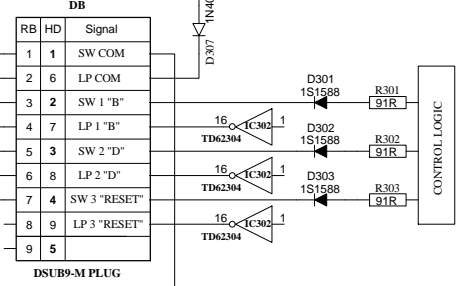 DB
RB HD Signal
1 1 SW COM
2 6 LP COM
3 2 SW 1 "B"
4 7 LP 1 "B"
5 3 SW 2 "D"
6 8 LP 2 "D"
7 4 SW 3 "RESET"
8 9 LP 3 "RESET"
9 5
DSUB9-M PLUG
D307
1N40
D301
1S1588
R301
91R
16 IC302 1
TD62304
D302
1S1588
R302
91R
16 IC302 1
TD62304
D303
1S1588
R303
91R
16 IC302 1
TD62304
CONTROL LOGIC